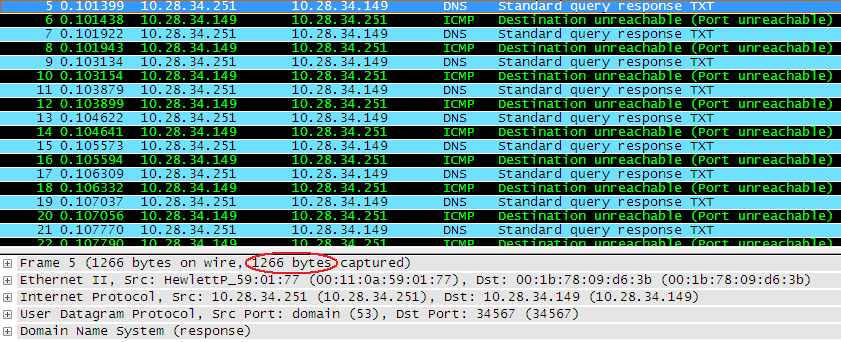 5 0.101399 10.28.34.251 10.28.34.149 DNS Standard query response TXT
6 0.101438 10.28.34.149 10.28.34.251 ICMP Destination unreachable (Port unreachable)
7 0.101922 10.28.34.251 10.28.34.149 DNS Standard query response TXT
8 0.101943 10.28.34.149 10.28.34.251 ICMP Destination unreachable (Port unreachable)
9 0.103134 10.28.34.251 10.28.34.149 DNS Standard query response TXT
10 0.103154 10.28.34.149 10.28.34.251 ICMP Destination unreachable (Port unreachable)
11 0.103879 10.28.34.251 10.28.34.149 DNS Standard query response TXT
12 0.103899 10.28.34.149 10.28.34.251 ICMP Destination unreachable (Port unreachable)
13 0.104622 10.28.34.251 10.28.34.149 DNS Standard query response TXT
14 0.104641 10.28.34.149 10.28.34.251 ICMP Destination unreachable (Port unreachable)
15 0.105573 10.28.34.251 10.28.34.149 DNS Standard query response TXT
16 0.105594 10.28.34.149 10.28.34.251 ICMP Destination unreachable (Port unreachable)
17 0.106309 10.28.34.251 10.28.34.149 DNS Standard query response TXT
18 0.106332 10.28.34.149 10.28.34.251 ICMP Destination unreachable (Port unreachable)
19 0.107037 10.28.34.251 10.28.34.149 DNS Standard query response TXT
20 0.107056 10.28.34.149 10.28.34.251 ICMP Destination unreachable (Port unreachable)
21 0.107770 10.28.34.251 10.28.34.149 DNS Standard query response TXT
22 0.107790 10.28.34.149 10.28.34.251 ICMP Destination unreachable (Port unreachable)
Frame 5 (1266 bytes on wire, 1266 bytes captured)
Ethernet II, Src: HewlettP_59:01:77 (00:11:0a:59:01:77), Dst: 00:1b:78:09:d6:3b (00:1b:78:09:d6:3b)
Internet Protocol, Src: 10.28.34.251 (10.28.34.251), Dst: 10.28.34.149 (10.28.34.149)
User Datagram Protocol, Src Port: domain (53), Dst Port: 34567 (34567)
Domain Name System (response)